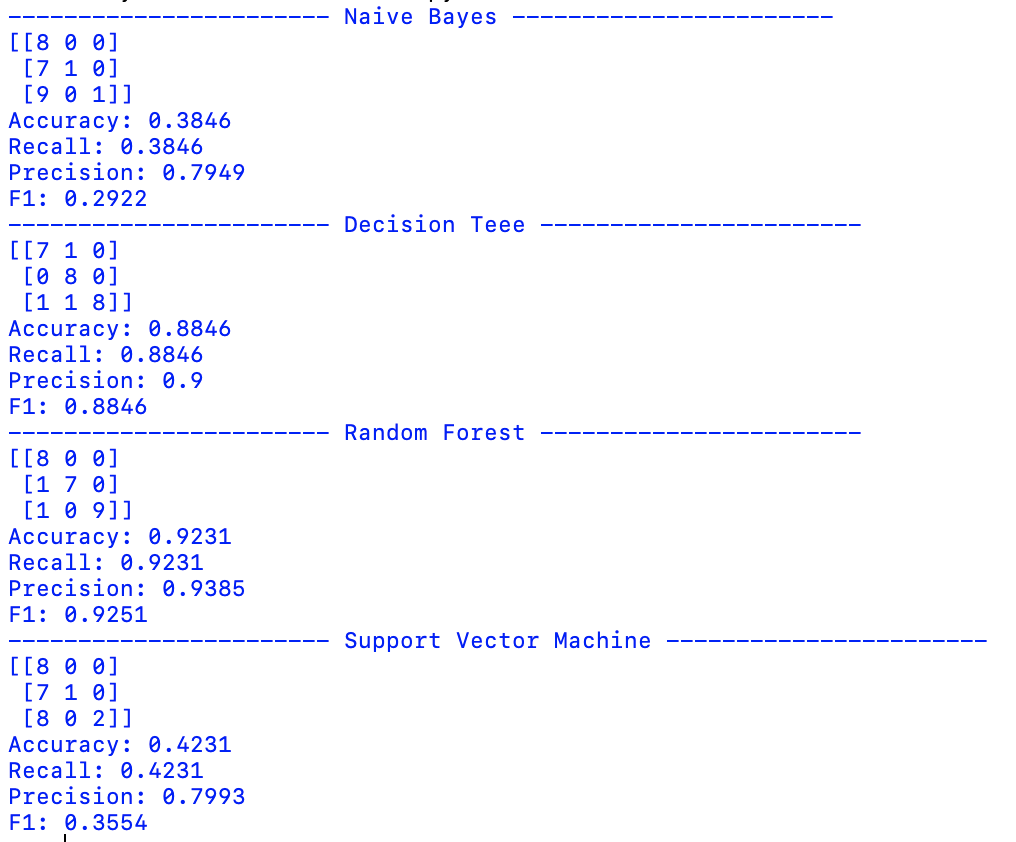 ----------------------- Naive Bayes -----------------------
[[8 0 0]
 [7 1 0]
 [9 0 1]]
Accuracy: 0.3846
Recall: 0.3846
Precision: 0.7949
F1: 0.2922
----------------------- Decision Teee -----------------------
[[7 1 0]
 [0 8 0]
 [1 1 8]]
Accuracy: 0.8846
Recall: 0.8846
Precision: 0.9
F1: 0.8846
----------------------- Random Forest -----------------------
[[8 0 0]
 [1 7 0]
 [1 0 9]]
Accuracy: 0.9231
Recall: 0.9231
Precision: 0.9385
F1: 0.9251
----------------------- Support Vector Machine -----------------------
[[8 0 0]
 [7 1 0]
 [8 0 2]]
Accuracy: 0.4231
Recall: 0.4231
Precision: 0.7993
F1: 0.3554